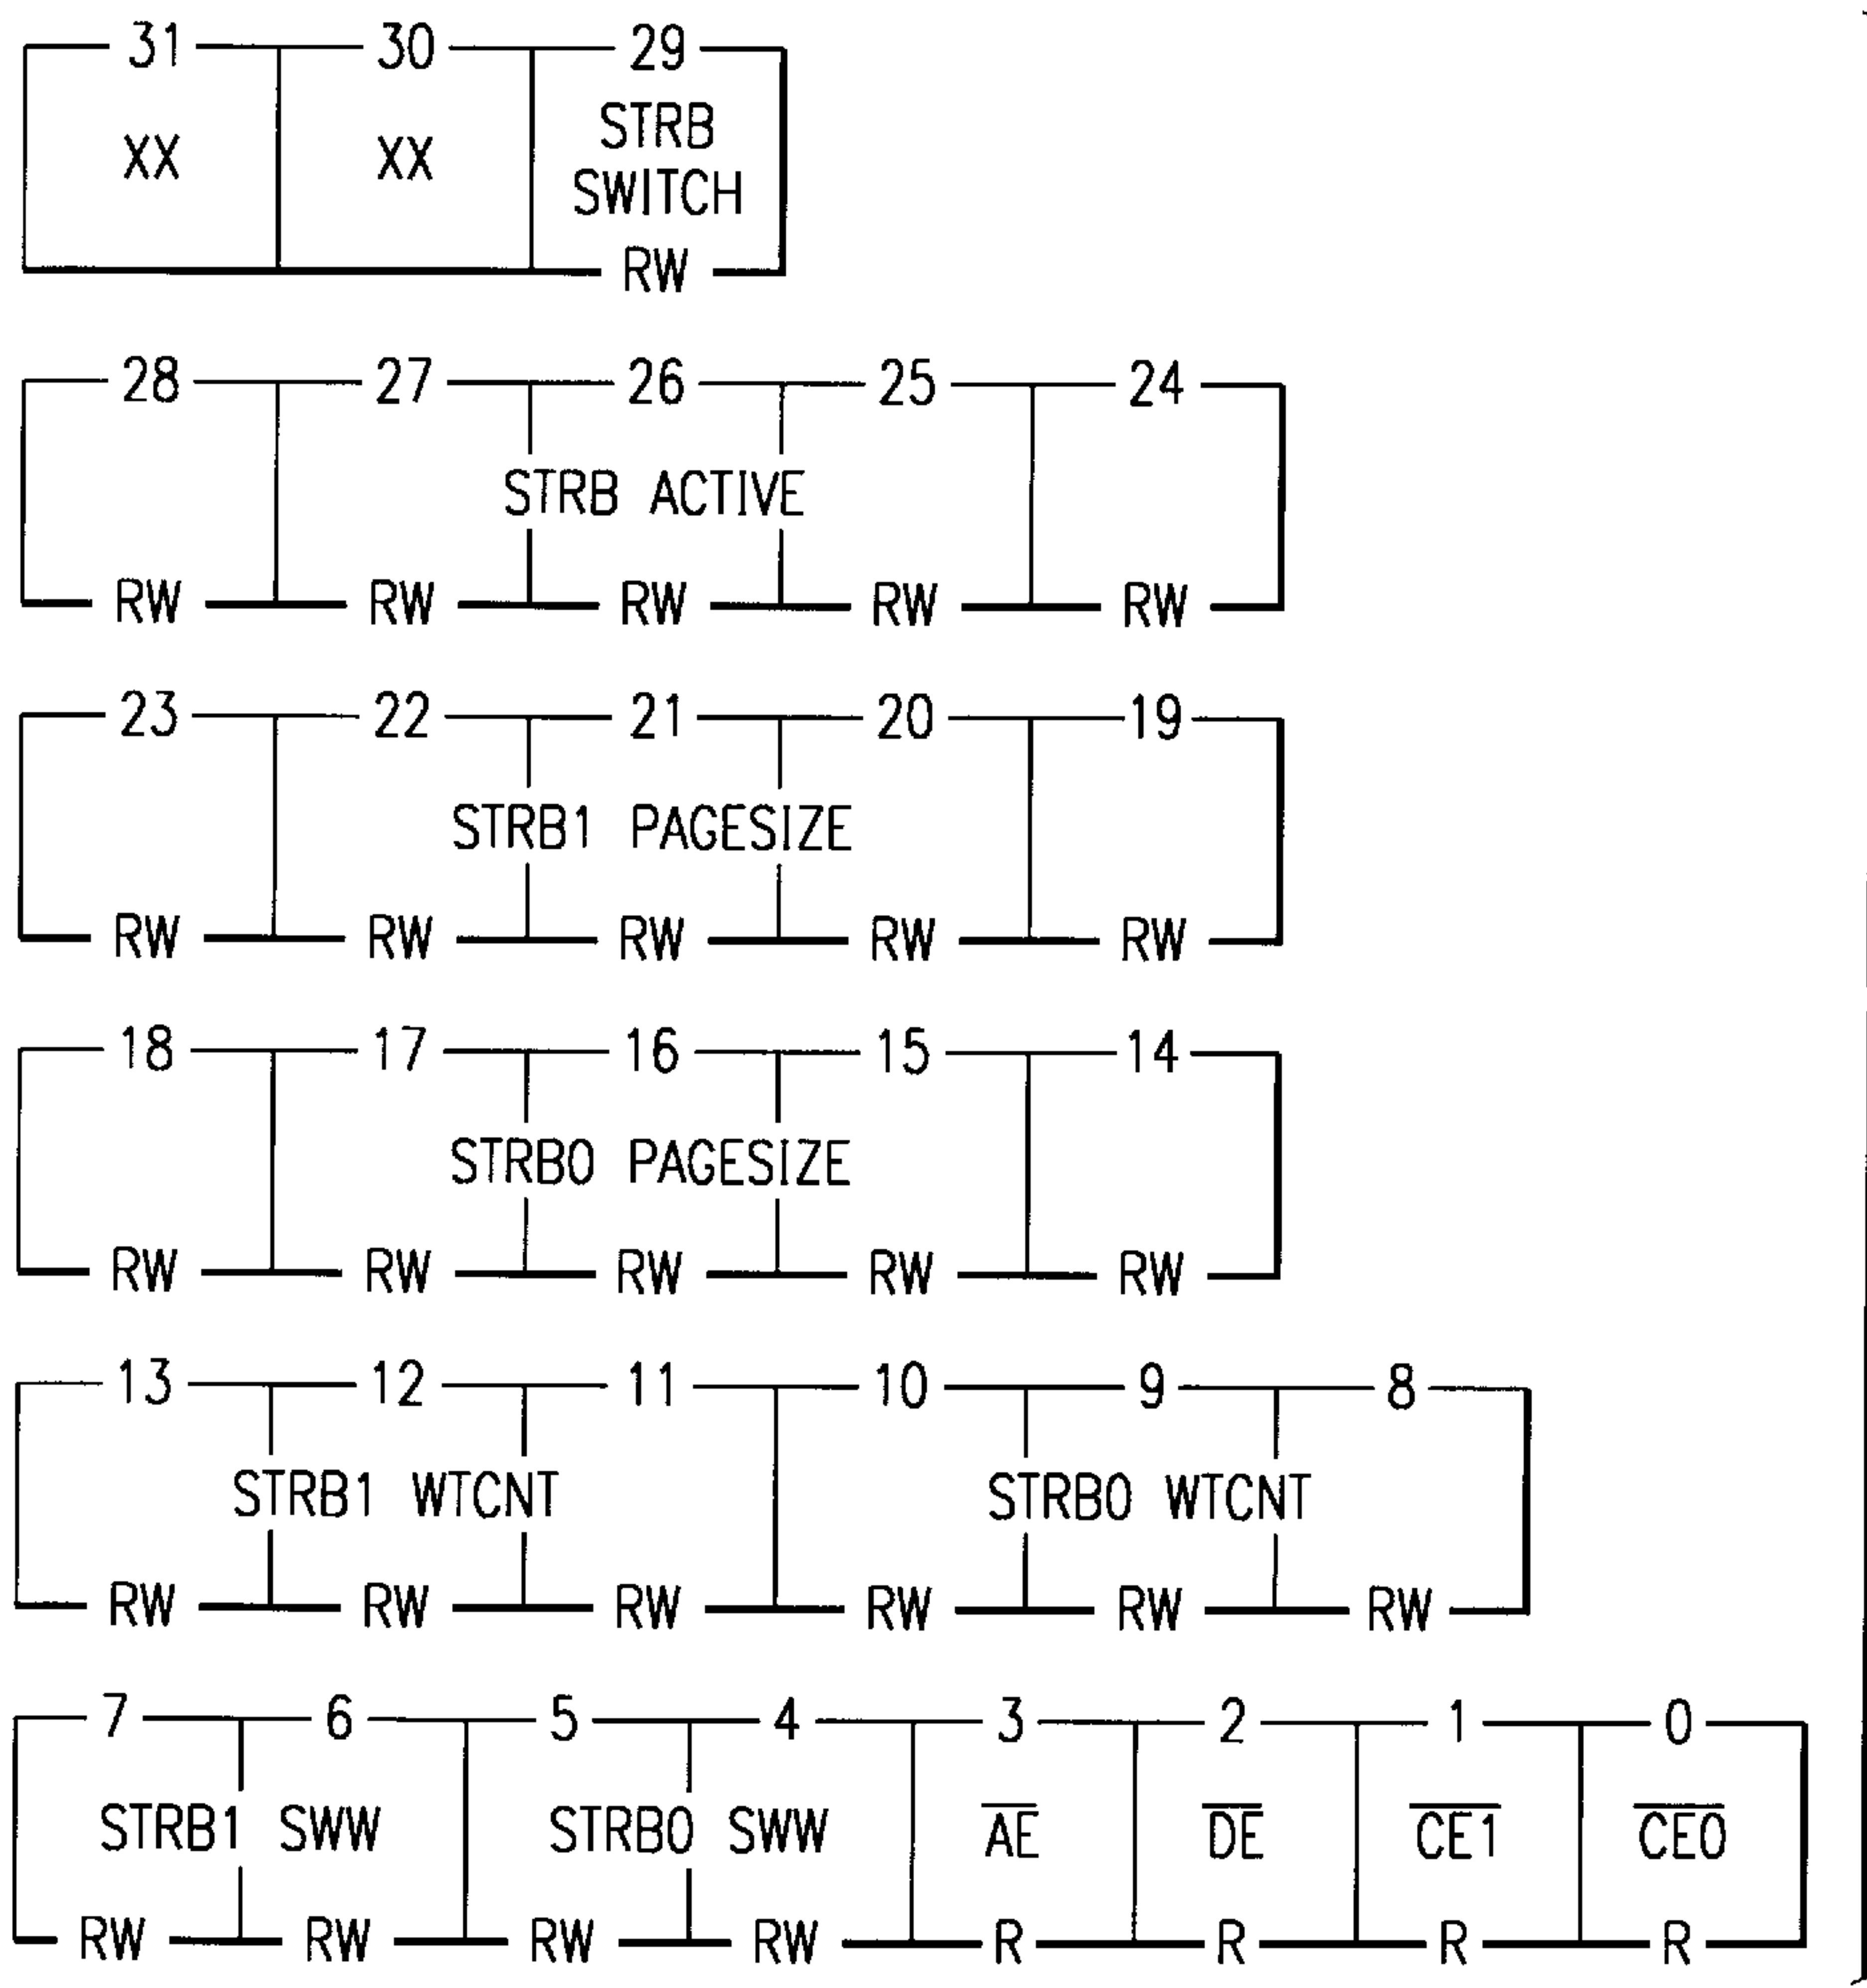 31 30 29
XX XX STRB
SWITCH
RW
28 27 26 25 24
STRB ACTIVE
RW RW RW RW RW
23 22 21 20 19
STRB1 PAGESIZE
RW RW RW RW RW
18 17 16 15 14
STRB0 PAGESIZE
RW RW RW RW RW
13 12 11 10 9 8
STRB1 WTCNT STRB0 WTCNT
RW RW RW RW RW RW
7 6 5 4 3 2 1 0
STRB1 SWW STRB0 SWW A̅E̅ D̅E̅ C̅E̅1̅ C̅E̅0̅
RW RW RW RW R R R R